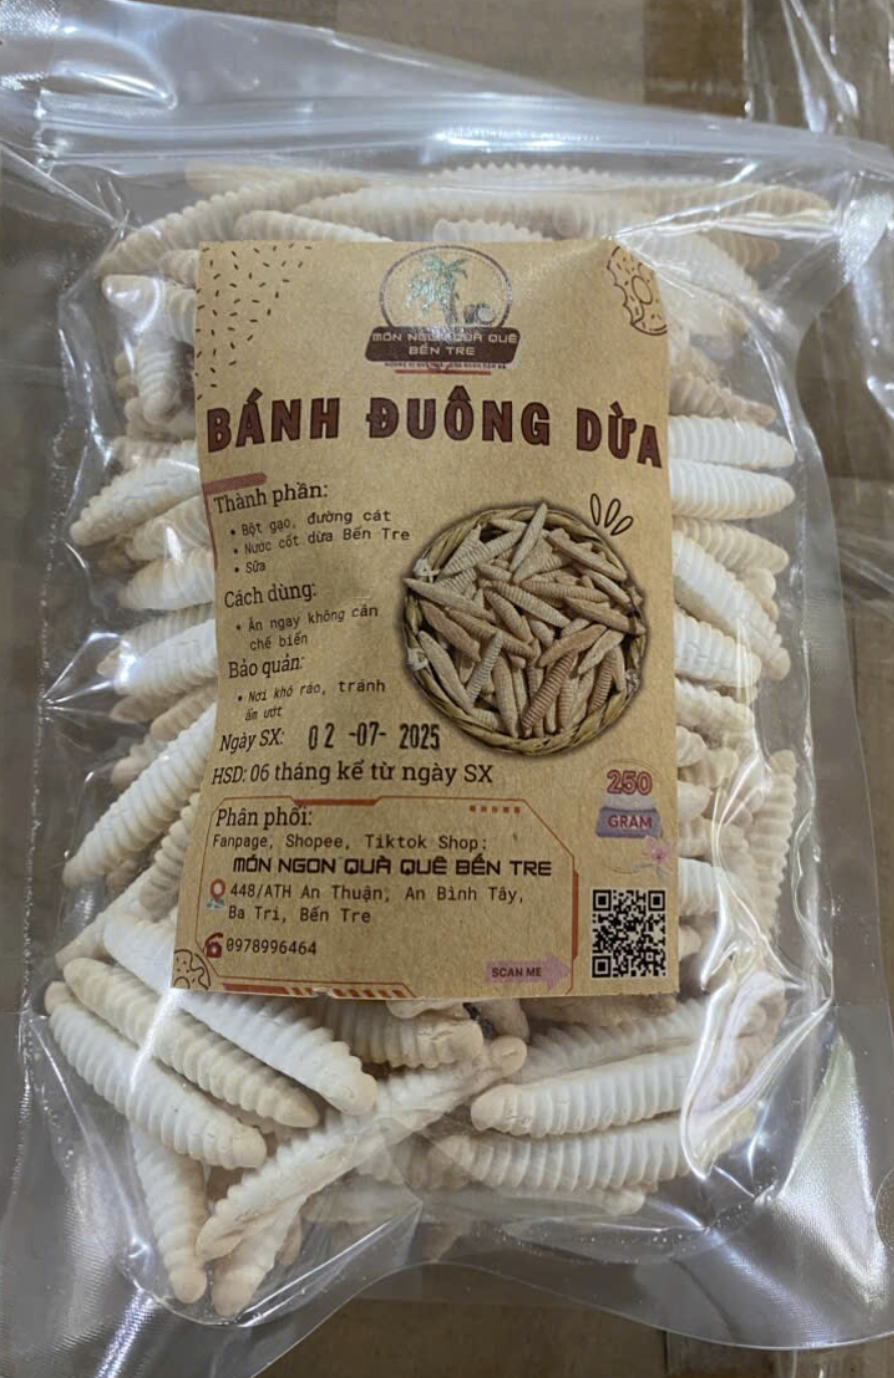 MÓN NGON QUÀ QUÊ
BẾN TRE
BÁNH ĐUÔNG DỪA
Thành phần:
• Bột gạo, đường cát
• Nước cốt dừa Bến Tre
• Sữa
Cách dùng:
• Ăn ngay không cần
chế biến
Bảo quản:
• Nơi khô ráo, tránh
ẩm ướt
Ngày SX: 02 -07- 2025
HSD: 06 tháng kể từ ngày SX
250
GRAM
Phân phối:
Fanpage, Shopee, Tiktok Shop:
MÓN NGON QUÀ QUÊ BẾN TRE
448/ATH An Thuận, An Bình Tây,
Ba Tri, Bến Tre
0978996464
SCAN ME